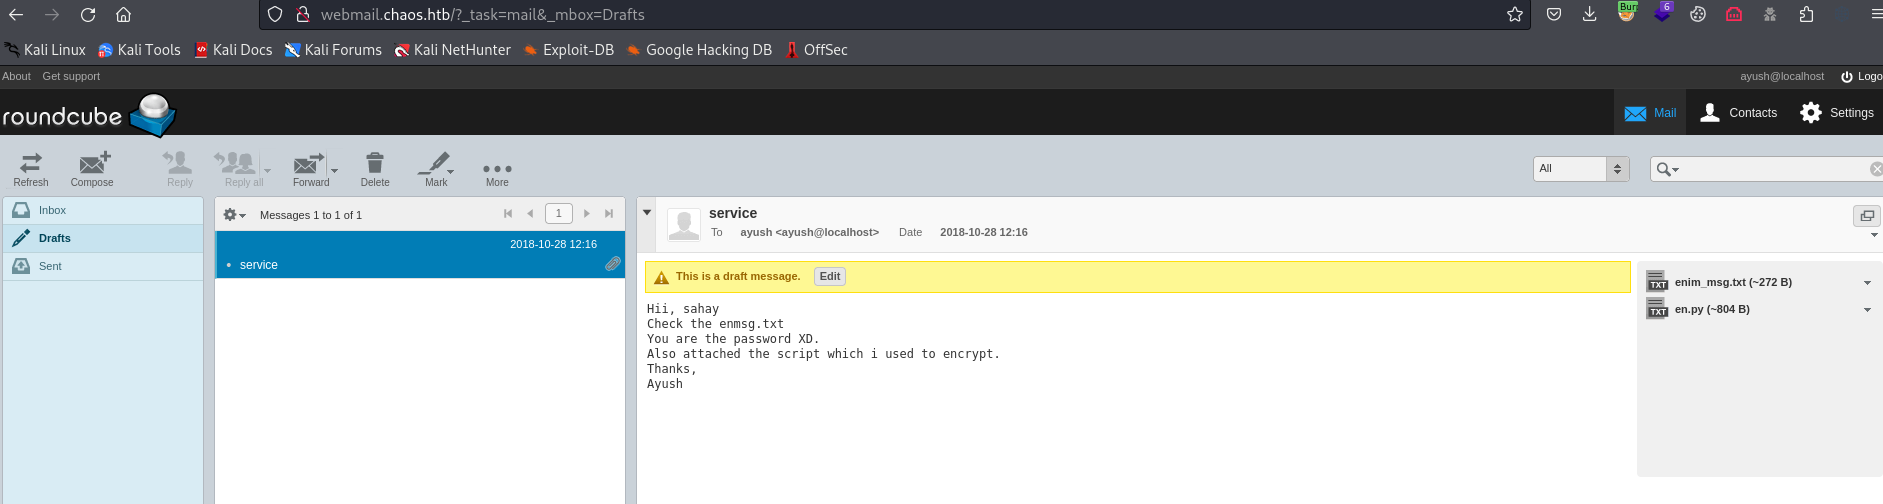 webmail.chaos.htb/?_task=mail&_mbox=Drafts
Bur
6
Kali Linux Kali Tools Kali Docs Kali Forums Kali NetHunter Exploit-DB Google Hacking DB OffSec
About Get support ayush@localhost Logo
roundcube Mail Contacts Settings
Refresh Compose Reply Reply all Forward Delete Mark More All
Inbox
Drafts
Sent
Messages 1 to 1 of 1 1
2018-10-28 12:16
service
service
To ayush <ayush@localhost> Date 2018-10-28 12:16
This is a draft message. Edit
Hii, sahay
Check the enmsg.txt
You are the password XD.
Also attached the script which i used to encrypt.
Thanks,
Ayush
TXT enim_msg.txt (~272 B)
TXT en.py (~804 B)